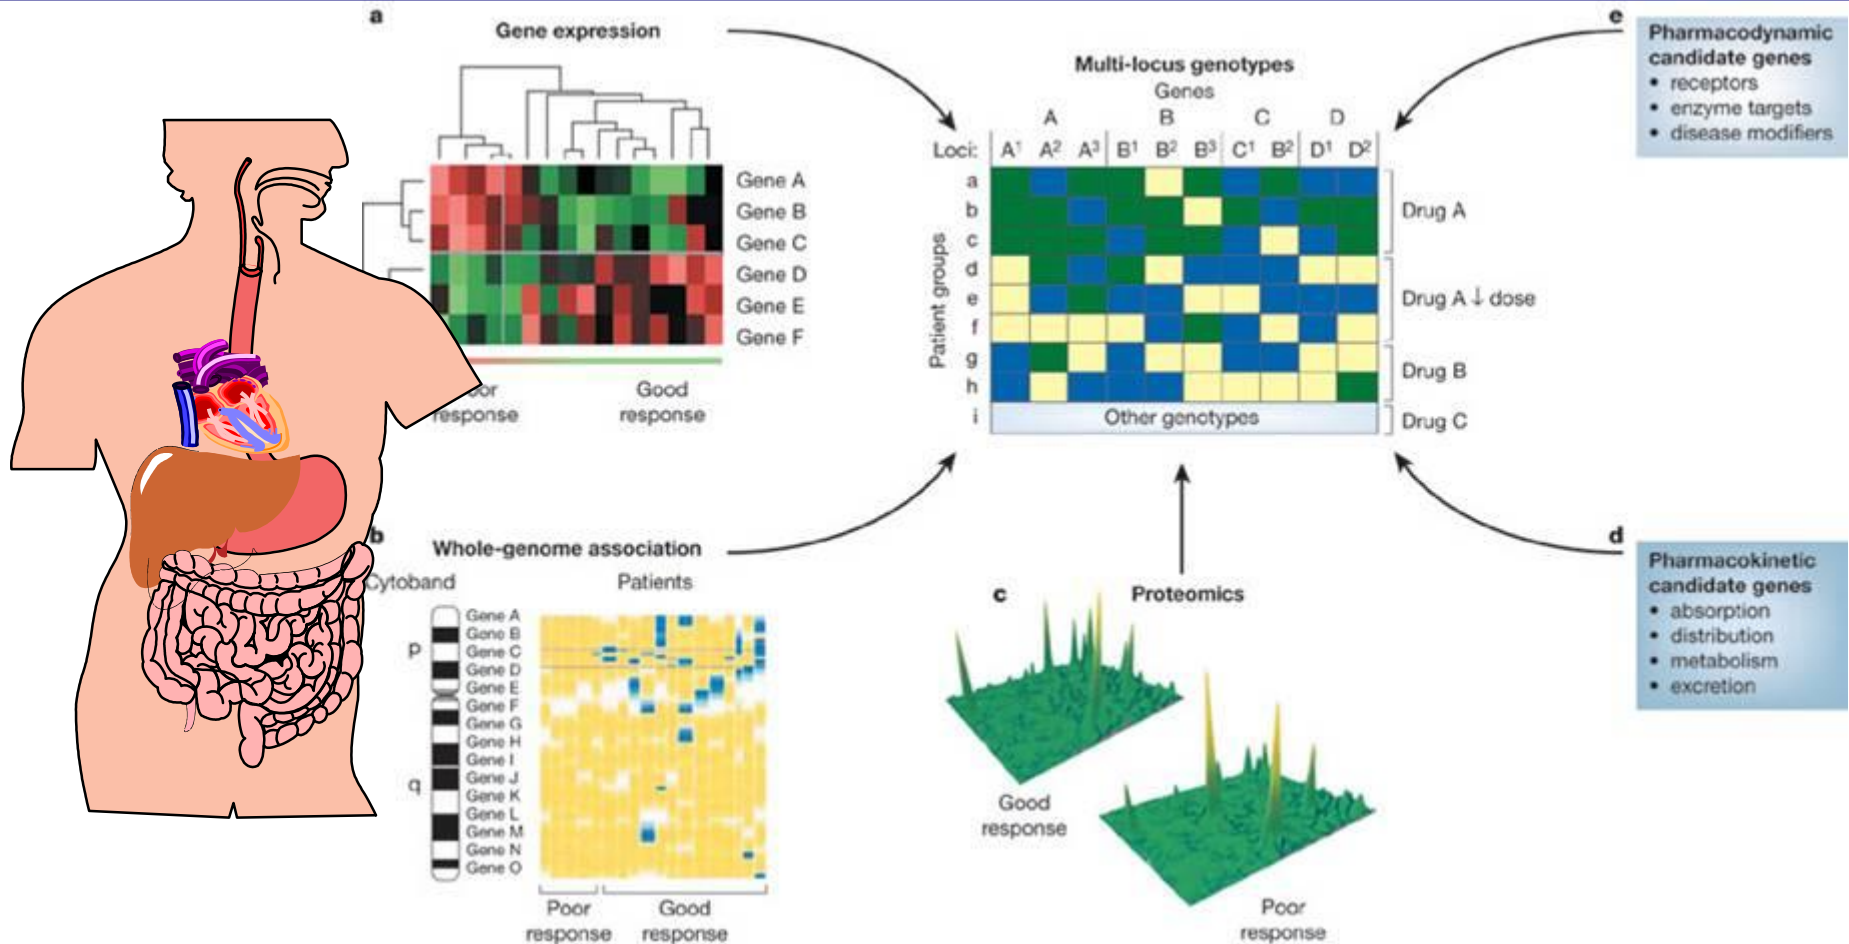 a
Gene expression
Gene A
Gene B
Gene C
Gene D
Gene E
Gene F
response
Good
response
Multi-locus genotypes
Genes
A B C D
Loci: A¹ A² A³ B¹ B² B³ C¹ B² D¹ D²
Patient groups
a
b
c
d
e
f
g
h
i
Other genotypes
Drug A
Drug A ↓ dose
Drug B
Drug C
e
Pharmacodynamic
candidate genes
• receptors
• enzyme targets
• disease modifiers
b
Whole-genome association
Cytoband Patients
p
q
Gene A
Gene B
Gene C
Gene D
Gene E
Gene F
Gene G
Gene H
Gene I
Gene J
Gene K
Gene L
Gene M
Gene N
Gene O
Poor
response
Good
response
c
Proteomics
Good
response
Poor
response
d
Pharmacokinetic
candidate genes
• absorption
• distribution
• metabolism
• excretion